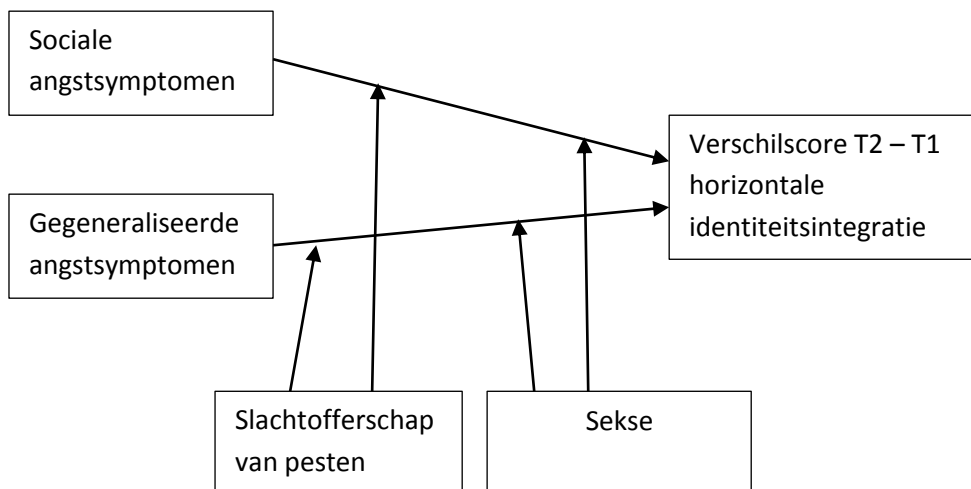 Sociale
angstsymptomen
Verschilscore T2 – T1
horizontale
identiteitsintegratie
Gegeneraliseerde
angstsymptomen
Slachtofferschap
van pesten
Sekse